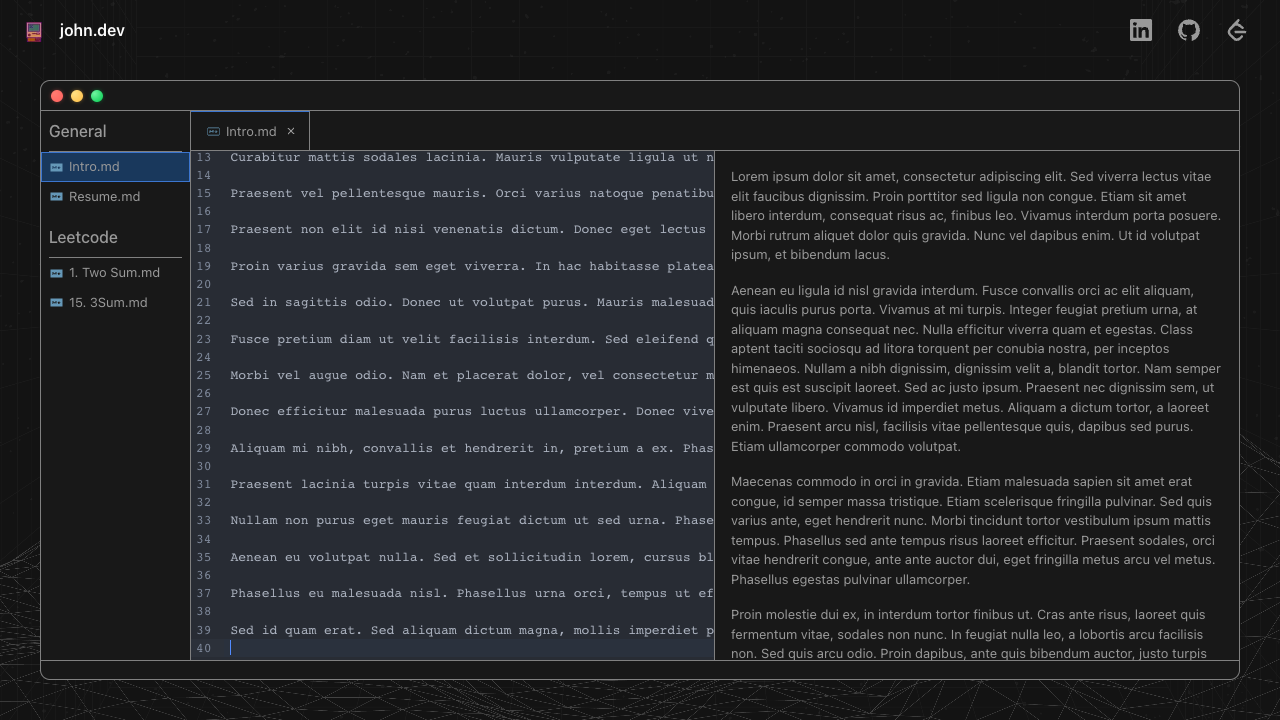 john.dev
General
Intro.md
Resume.md
Leetcode
1. Two Sum.md
15. 3Sum.md
Intro.md ×
13 Curabitur mattis sodales lacinia. Mauris vulputate ligula ut n
14
15 Praesent vel pellentesque mauris. Orci varius natoque penatibu
16
17 Praesent non elit id nisi venenatis dictum. Donec eget lectus
18
19 Proin varius gravida sem eget viverra. In hac habitasse platea
20
21 Sed in sagittis odio. Donec ut volutpat purus. Mauris malesuad
22
23 Fusce pretium diam ut velit facilisis interdum. Sed eleifend q
24
25 Morbi vel augue odio. Nam et placerat dolor, vel consectetur m
26
27 Donec efficitur malesuada purus luctus ullamcorper. Donec vive
28
29 Aliquam mi nibh, convallis et hendrerit in, pretium a ex. Phas
30
31 Praesent lacinia turpis vitae quam interdum interdum. Aliquam
32
33 Nullam non purus eget mauris feugiat dictum ut sed urna. Phase
34
35 Aenean eu volutpat nulla. Sed et sollicitudin lorem, cursus bl
36
37 Phasellus eu malesuada nisl. Phasellus urna orci, tempus ut ef
38
39 Sed id quam erat. Sed aliquam dictum magna, mollis imperdiet p
40
Lorem ipsum dolor sit amet, consectetur adipiscing elit. Sed viverra lectus vitae
elit faucibus dignissim. Proin porttitor sed ligula non congue. Etiam sit amet
libero interdum, consequat risus ac, finibus leo. Vivamus interdum porta posuere.
Morbi rutrum aliquet dolor quis gravida. Nunc vel dapibus enim. Ut id volutpat
ipsum, et bibendum lacus.
Aenean eu ligula id nisl gravida interdum. Fusce convallis orci ac elit aliquam,
quis iaculis purus porta. Vivamus at mi turpis. Integer feugiat pretium urna, at
aliquam magna consequat nec. Nulla efficitur viverra quam et egestas. Class
aptent taciti sociosqu ad litora torquent per conubia nostra, per inceptos
himenaeos. Nullam a nibh dignissim, dignissim velit a, blandit tortor. Nam semper
est quis est suscipit laoreet. Sed ac justo ipsum. Praesent nec dignissim sem, ut
vulputate libero. Vivamus id imperdiet metus. Aliquam a dictum tortor, a laoreet
enim. Praesent arcu nisl, facilisis vitae pellentesque quis, dapibus sed purus.
Etiam ullamcorper commodo volutpat.
Maecenas commodo in orci in gravida. Etiam malesuada sapien sit amet erat
congue, id semper massa tristique. Etiam scelerisque fringilla pulvinar. Sed quis
varius ante, eget hendrerit nunc. Morbi tincidunt tortor vestibulum ipsum mattis
tempus. Phasellus sed ante tempus risus laoreet efficitur. Praesent sodales, orci
vitae hendrerit congue, ante ante auctor dui, eget fringilla metus arcu vel metus.
Phasellus egestas pulvinar ullamcorper.
Proin molestie dui ex, in interdum tortor finibus ut. Cras ante risus, laoreet quis
fermentum vitae, sodales non nunc. In feugiat nulla leo, a lobortis arcu facilisis
non. Sed quis arcu odio. Proin dapibus, ante quis bibendum auctor, justo turpis